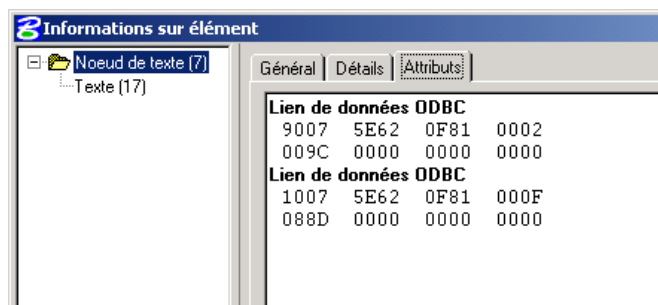 Informations sur élément
Noeud de texte (7)
Texte (17)
Général Détails Attributs
Lien de données ODBC
9007 5E62 0F81 0002
009C 0000 0000 0000
Lien de données ODBC
1007 5E62 0F81 000F
088D 0000 0000 0000